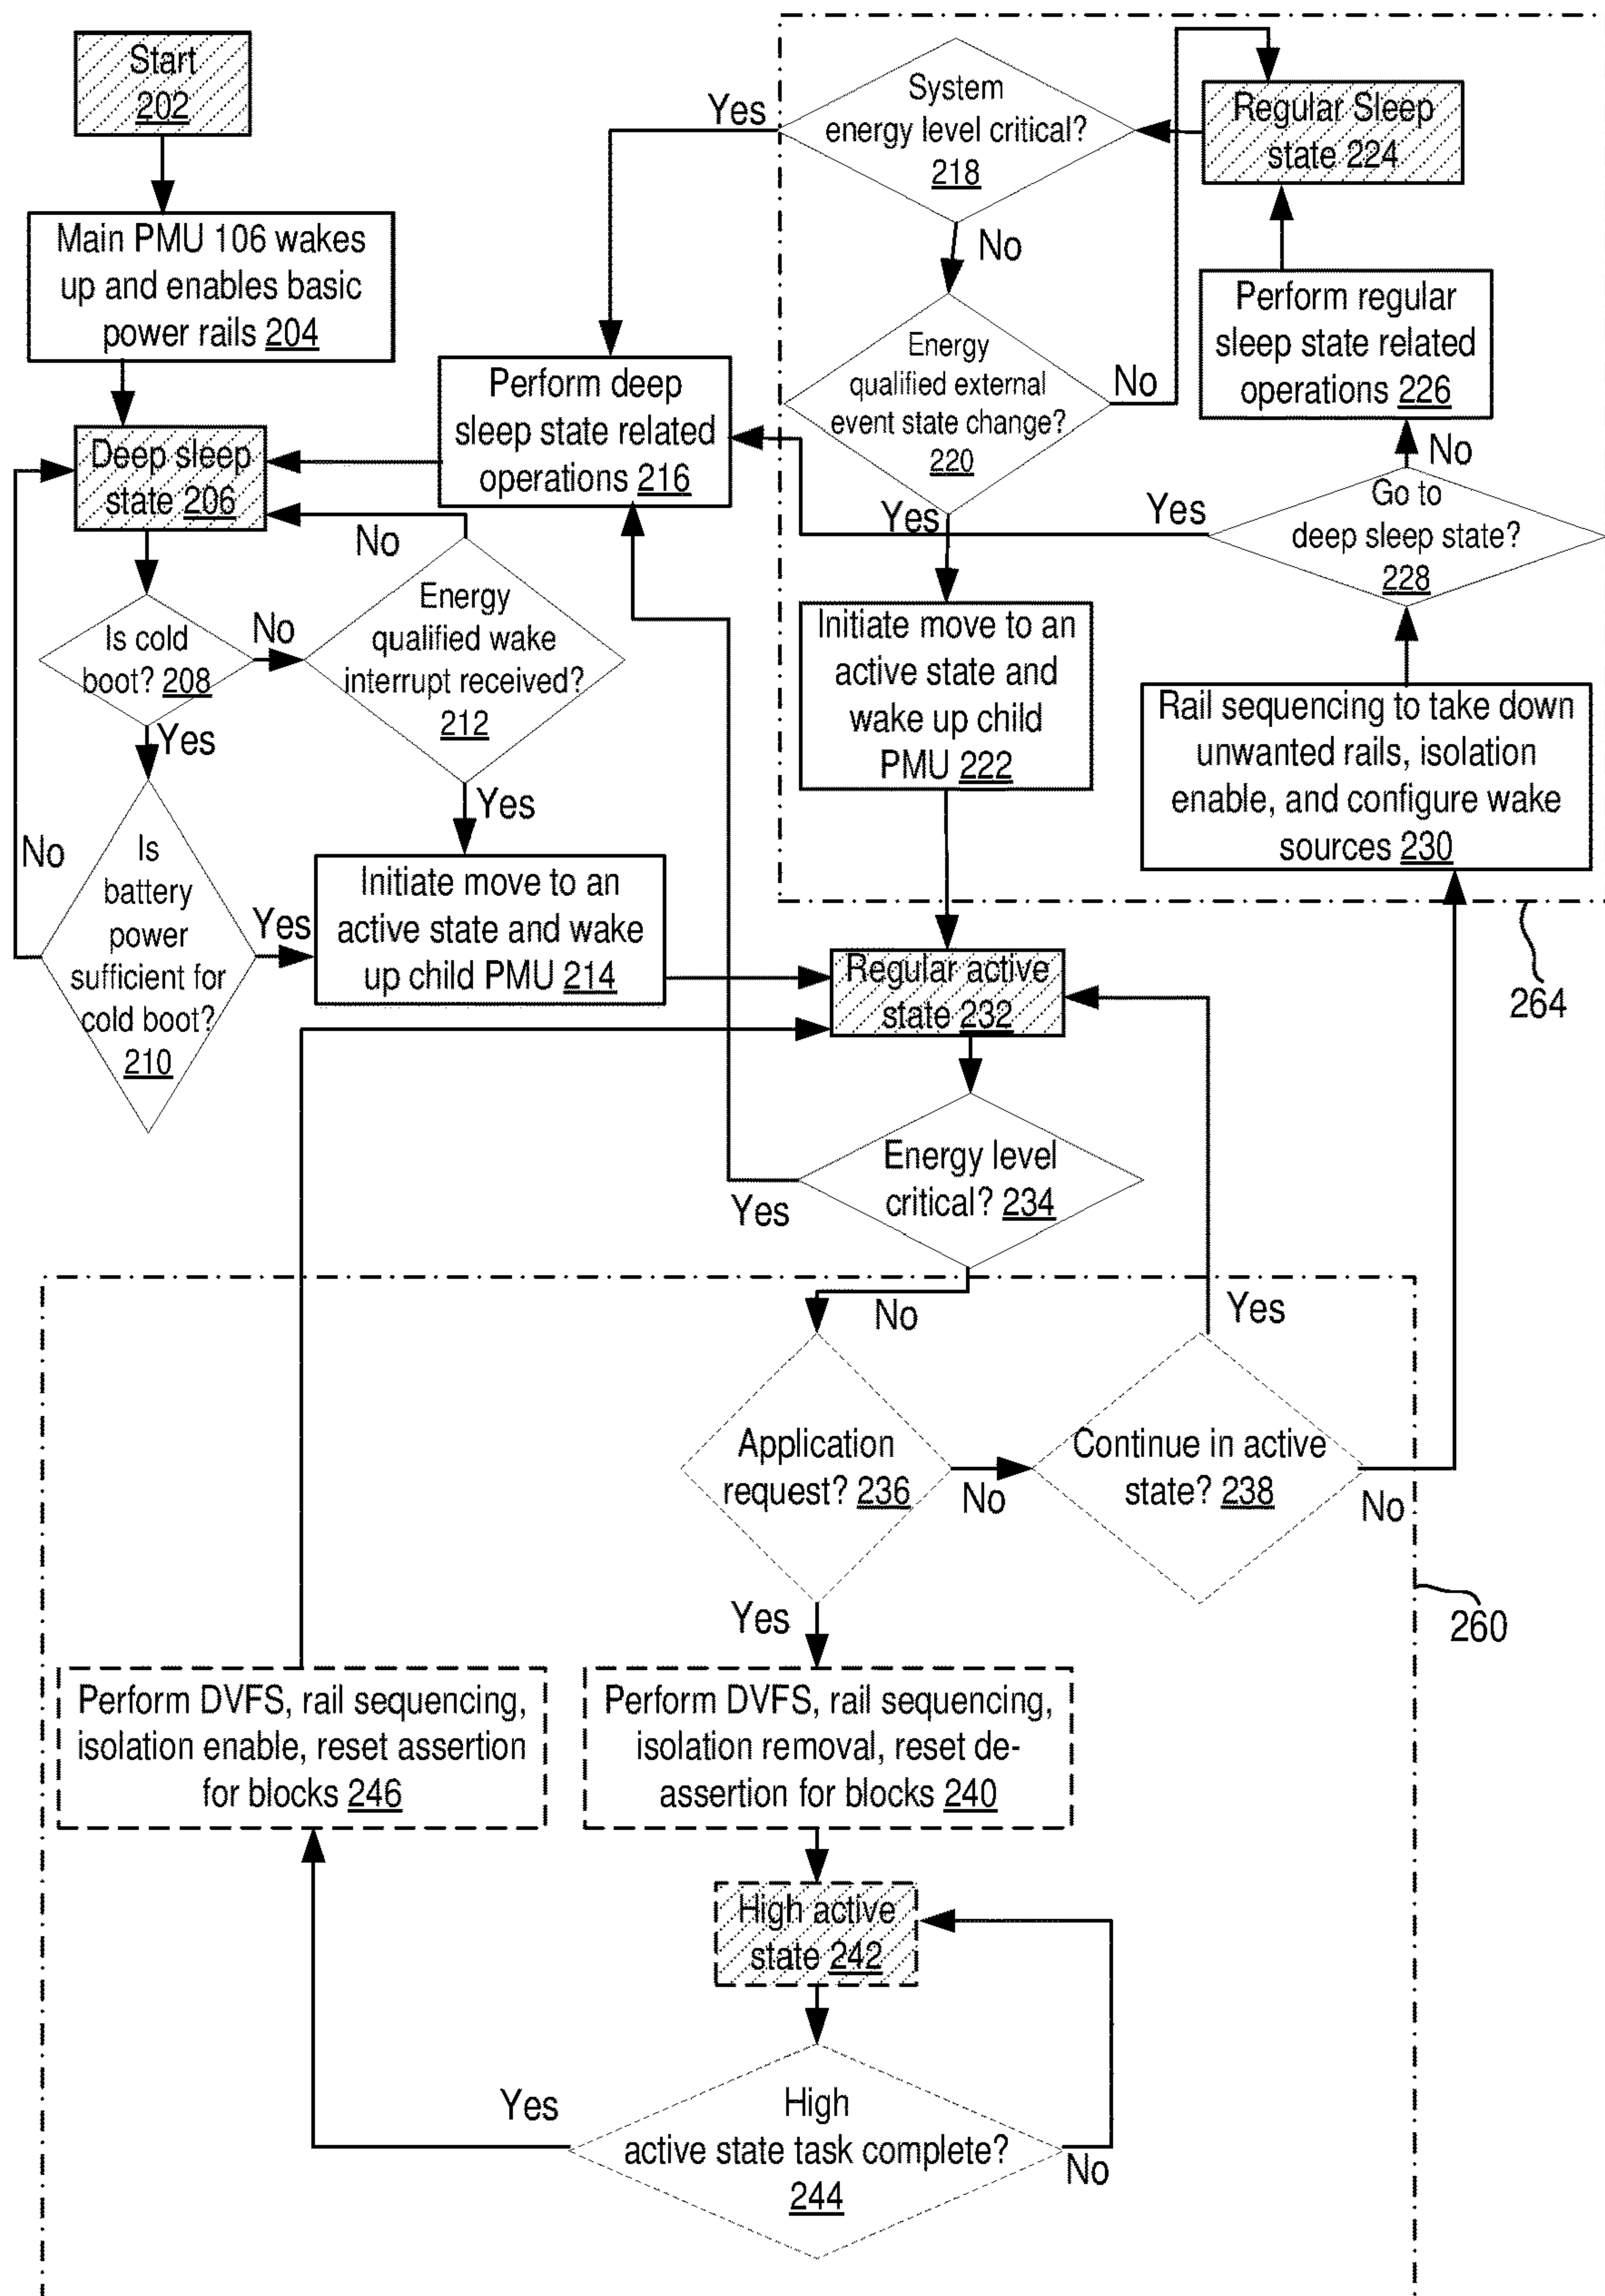 Start
202
Main PMU 106 wakes
up and enables basic
power rails 204
Deep sleep
state 206
Is cold
boot? 208
No
Yes
Is
battery
power
sufficient for
cold boot?
210
No
Yes
Energy
qualified wake
interrupt received?
212
No
Yes
Initiate move to an
active state and wake
up child PMU 214
Perform deep
sleep state related
operations 216
System
energy level critical?
218
Yes
No
Energy
qualified external
event state change?
220
No
Yes
Initiate move to an
active state and
wake up child
PMU 222
Regular Sleep
state 224
Perform regular
sleep state related
operations 226
No
Go to
deep sleep state?
228
Yes
Rail sequencing to take down
unwanted rails, isolation
enable, and configure wake
sources 230
264
Regular active
state 232
Energy level
critical? 234
Yes
No
Application
request? 236
No
Yes
Continue in active
state? 238
Yes
No
260
Perform DVFS, rail sequencing,
isolation removal, reset de-
assertion for blocks 240
High active
state 242
High
active state task complete?
244
Yes
No
Perform DVFS, rail sequencing,
isolation enable, reset assertion
for blocks 246